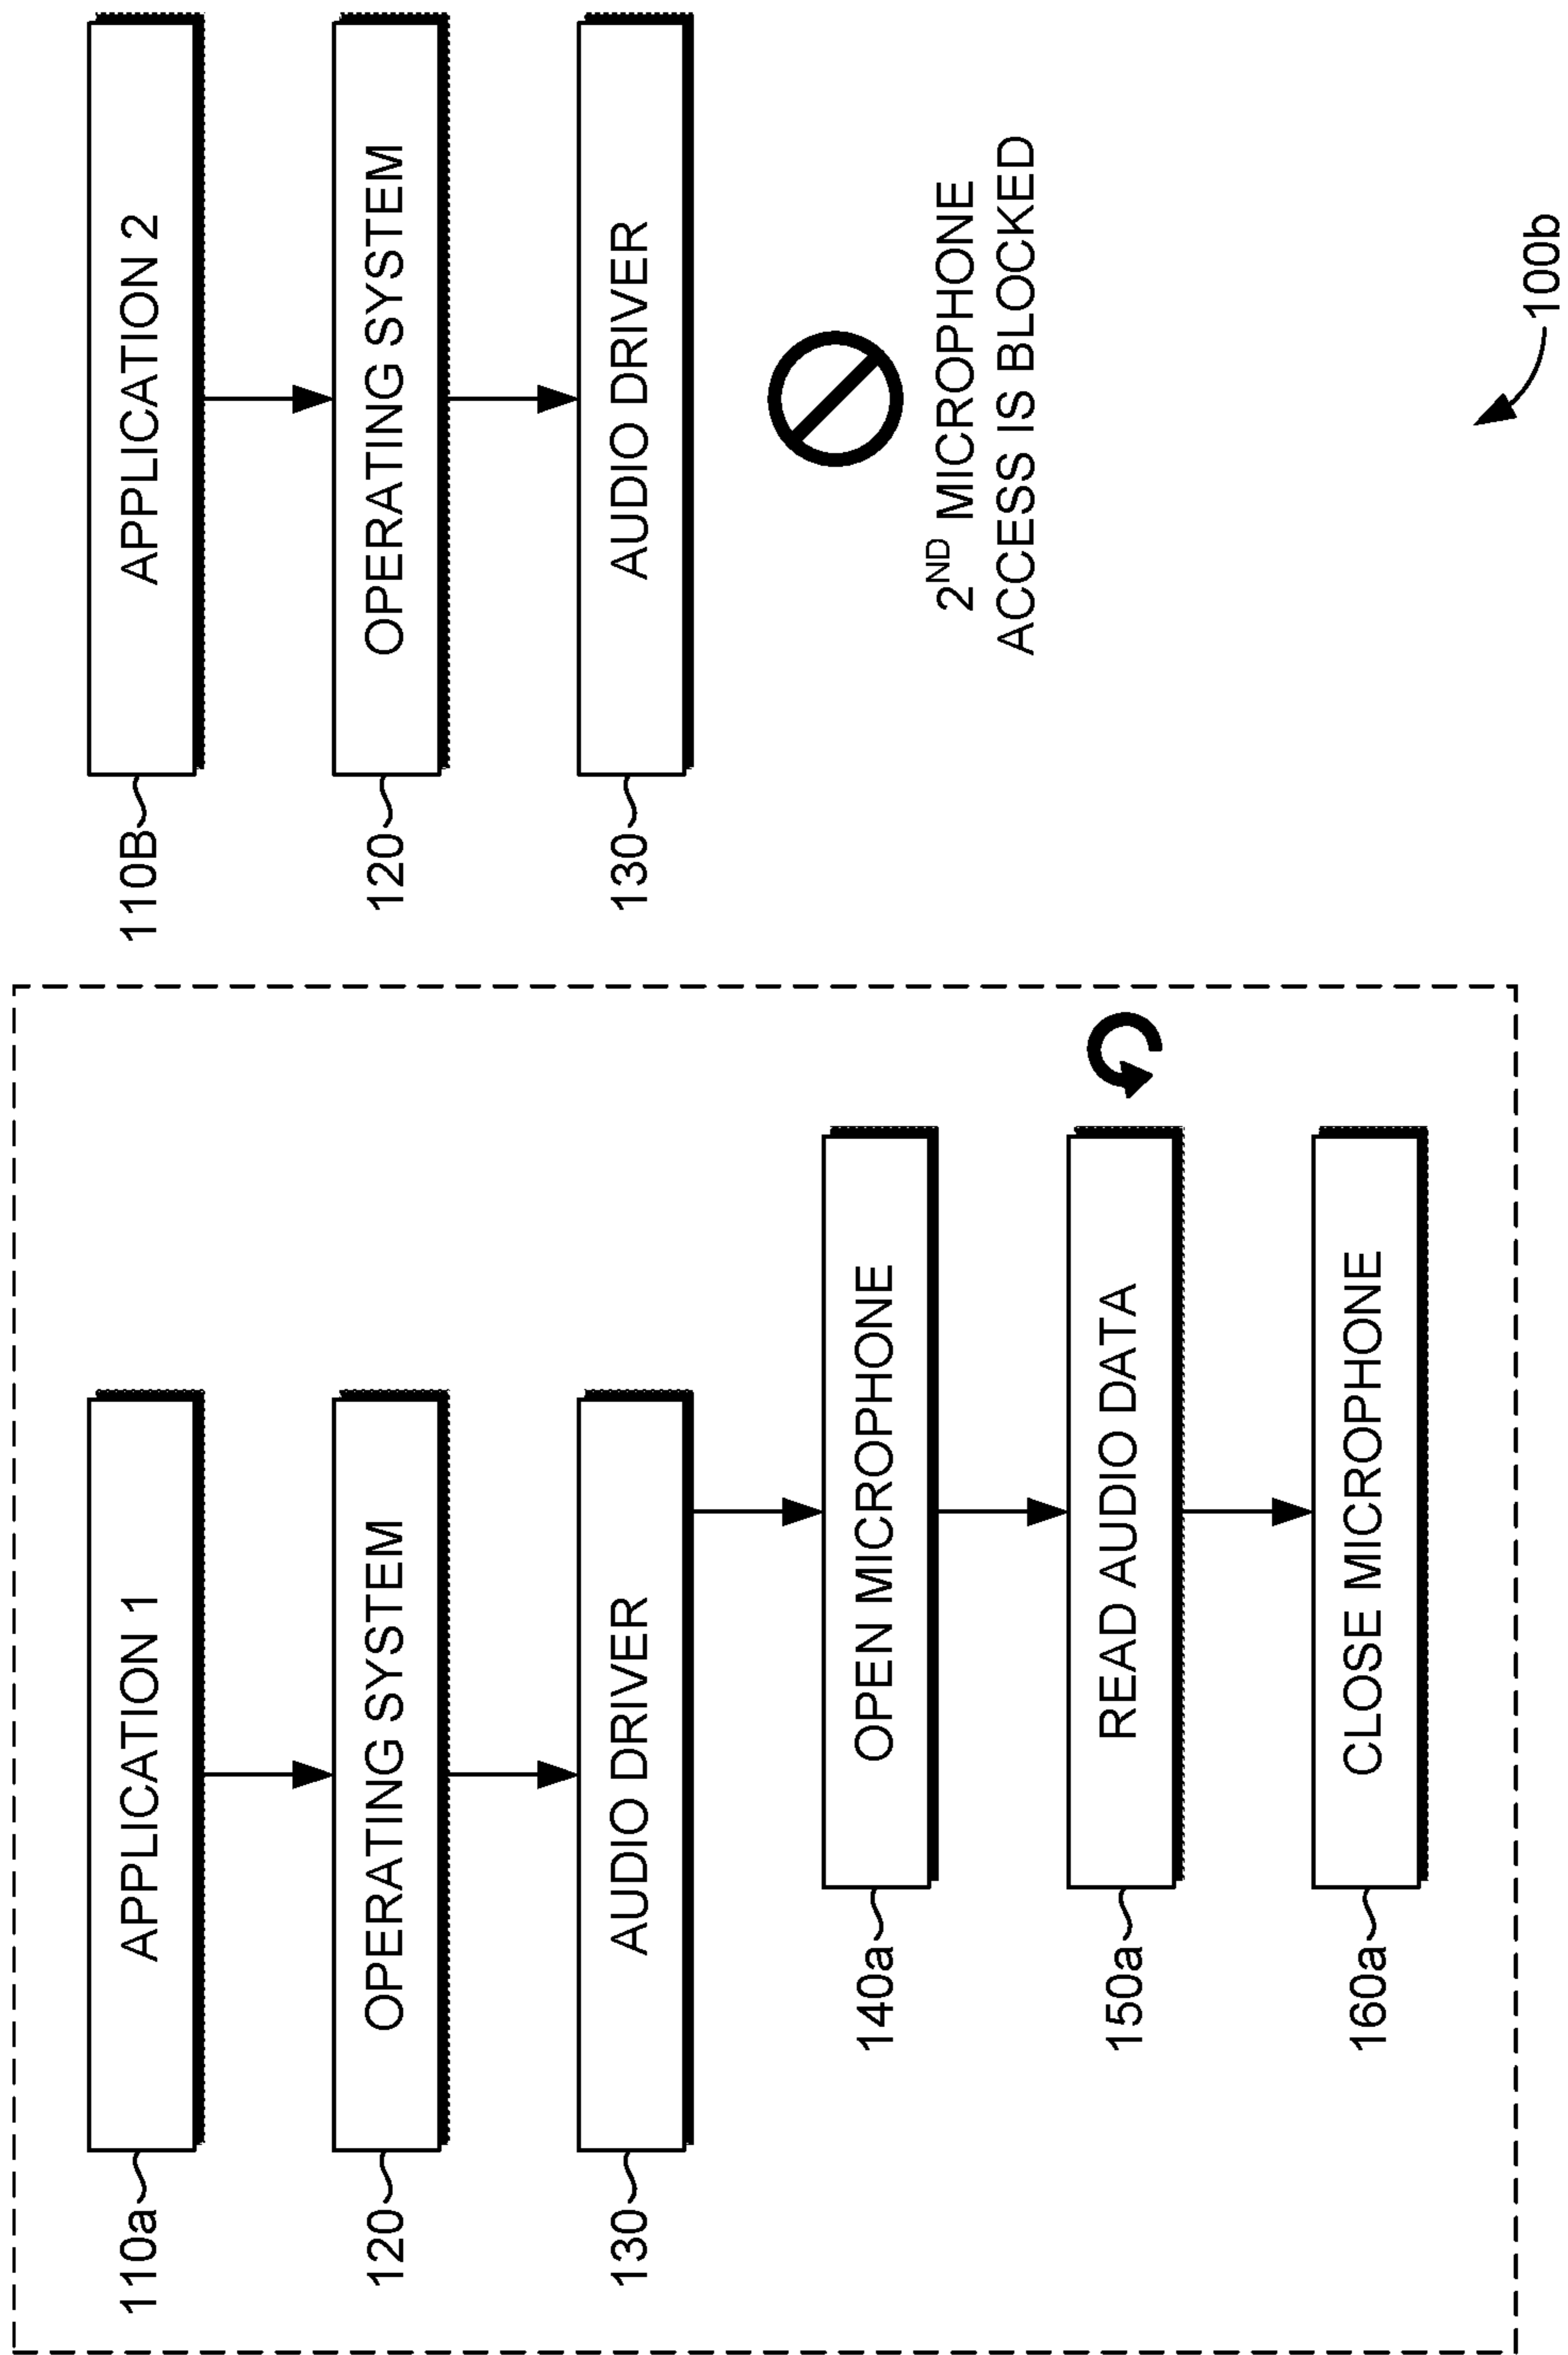 110a
APPLICATION 1
120
OPERATING SYSTEM
130
AUDIO DRIVER
140a
OPEN MICROPHONE
150a
READ AUDIO DATA
160a
CLOSE MICROPHONE
110B
APPLICATION 2
120
OPERATING SYSTEM
130
AUDIO DRIVER
2ND MICROPHONE
ACCESS IS BLOCKED
100b